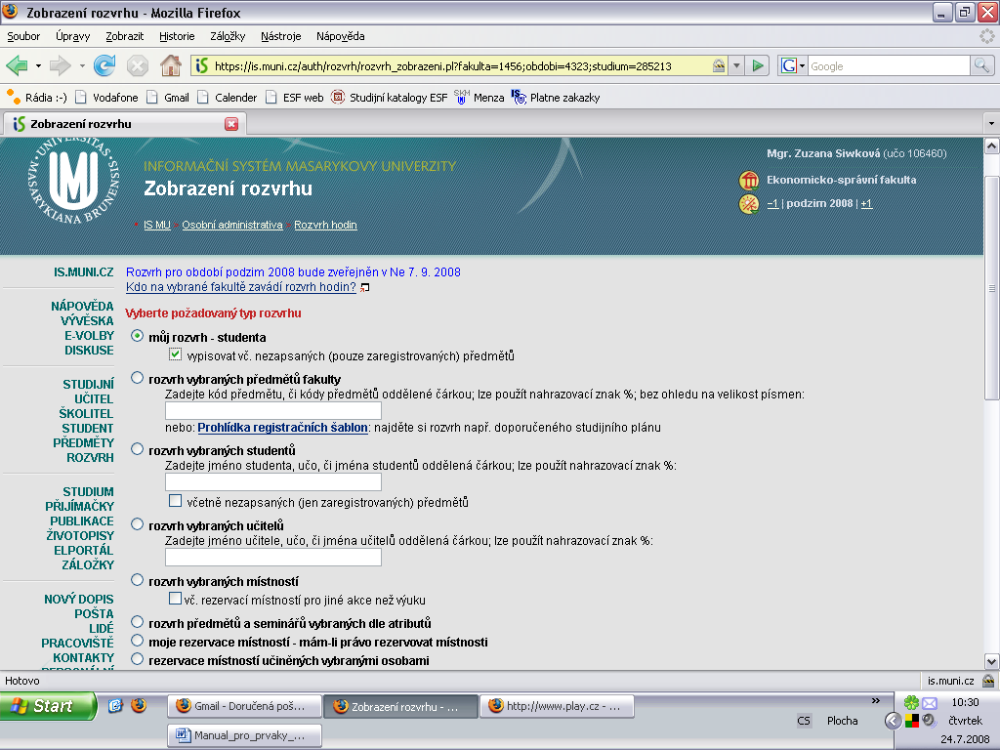 Zobrazení rozvrhu - Mozilla Firefox
Soubor Úpravy Zobrazit Historie Záložky Nástroje Nápověda
https://is.muni.cz/auth/rozvrh/rozvrh_zobrazeni.pl?fakulta=1456;obdobi=4323;studium=285213
G Google
Rádia :-) Vodafone Gmail Calender ESF web Studijní katalogy ESF Menza Platne zakazky
Zobrazení rozvrhu
UNIVERSITAS MASARYKIANA BRUNENSIS
INFORMAČNÍ SYSTÉM MASARYKOVY UNIVERZITY
Zobrazení rozvrhu
IS MU Osobní administrativa Rozvrh hodin
Mgr. Zuzana Siwková (učo 106460)
Ekonomicko-správní fakulta
−1 | podzim 2008 | +1
IS.MUNI.CZ
NÁPOVĚDA
VÝVĚSKA
E-VOLBY
DISKUSE
STUDIJNÍ
UČITEL
ŠKOLITEL
STUDENT
PŘEDMĚTY
ROZVRH
STUDIUM
PŘIJÍMAČKY
PUBLIKACE
ŽIVOTOPISY
ELPORTÁL
ZÁLOŽKY
NOVÝ DOPIS
POŠTA
LIDÉ
PRACOVIŠTĚ
KONTAKTY
PERSONÁLNÍ
Rozvrh pro období podzim 2008 bude zveřejněn v Ne 7. 9. 2008
Kdo na vybrané fakultě zavádí rozvrh hodin?
Vyberte požadovaný typ rozvrhu
můj rozvrh - studenta
vypisovat vč. nezapsaných (pouze zaregistrovaných) předmětů
rozvrh vybraných předmětů fakulty
Zadejte kód předmětu, či kódy předmětů oddělené čárkou; lze použít nahrazovací znak %; bez ohledu na velikost písmen:
nebo: Prohlídka registračních šablon: najděte si rozvrh např. doporučeného studijního plánu
rozvrh vybraných studentů
Zadejte jméno studenta, učo, či jména studentů oddělená čárkou; lze použít nahrazovací znak %:
včetně nezapsaných (jen zaregistrovaných) předmětů
rozvrh vybraných učitelů
Zadejte jméno učitele, učo, či jména učitelů oddělená čárkou; lze použít nahrazovací znak %:
rozvrh vybraných místností
vč. rezervací místností pro jiné akce než výuku
rozvrh předmětů a seminářů vybraných dle atributů
moje rezervace místností - mám-li právo rezervovat místnosti
rezervace místností učiněných vybranými osobami
Hotovo
is.muni.cz
Start
Gmail - Doručená poš...
Zobrazení rozvrhu - ...
http://www.play.cz - ...
Manual_pro_prvaky_...
CS Plocha
10:30
čtvrtek
24.7.2008